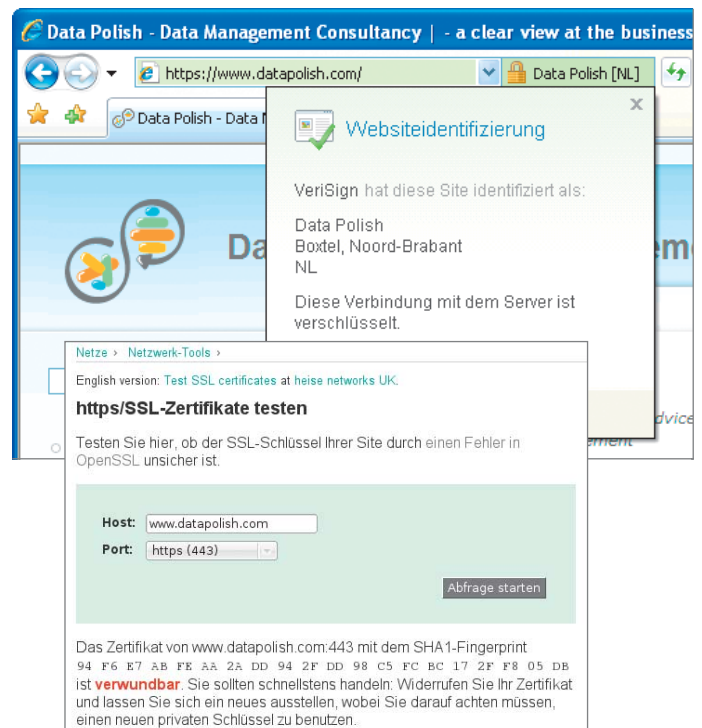 Data Polish - Data Management Consultancy | - a clear view at the business
https://www.datapolish.com/
Data Polish [NL]
Data Polish - Data
Websiteidentifizierung
VeriSign hat diese Site identifiziert als:
Data Polish
Boxtel, Noord-Brabant
NL
Diese Verbindung mit dem Server ist
verschlüsselt.
Netze › Netzwerk-Tools ›
English version: Test SSL certificates at heise networks UK.
https/SSL-Zertifikate testen
Testen Sie hier, ob der SSL-Schlüssel Ihrer Site durch einen Fehler in
OpenSSL unsicher ist.
Host: www.datapolish.com
Port: https (443)
Abfrage starten
Das Zertifikat von www.datapolish.com:443 mit dem SHA1-Fingerprint
94 F6 E7 AB FE AA 2A DD 94 2F DD 98 C5 FC BC 17 2F F8 05 DB
ist verwundbar. Sie sollten schnellstens handeln: Widerrufen Sie Ihr Zertifikat
und lassen Sie sich ein neues ausstellen, wobei Sie darauf achten müssen,
einen neuen privaten Schlüssel zu benutzen.